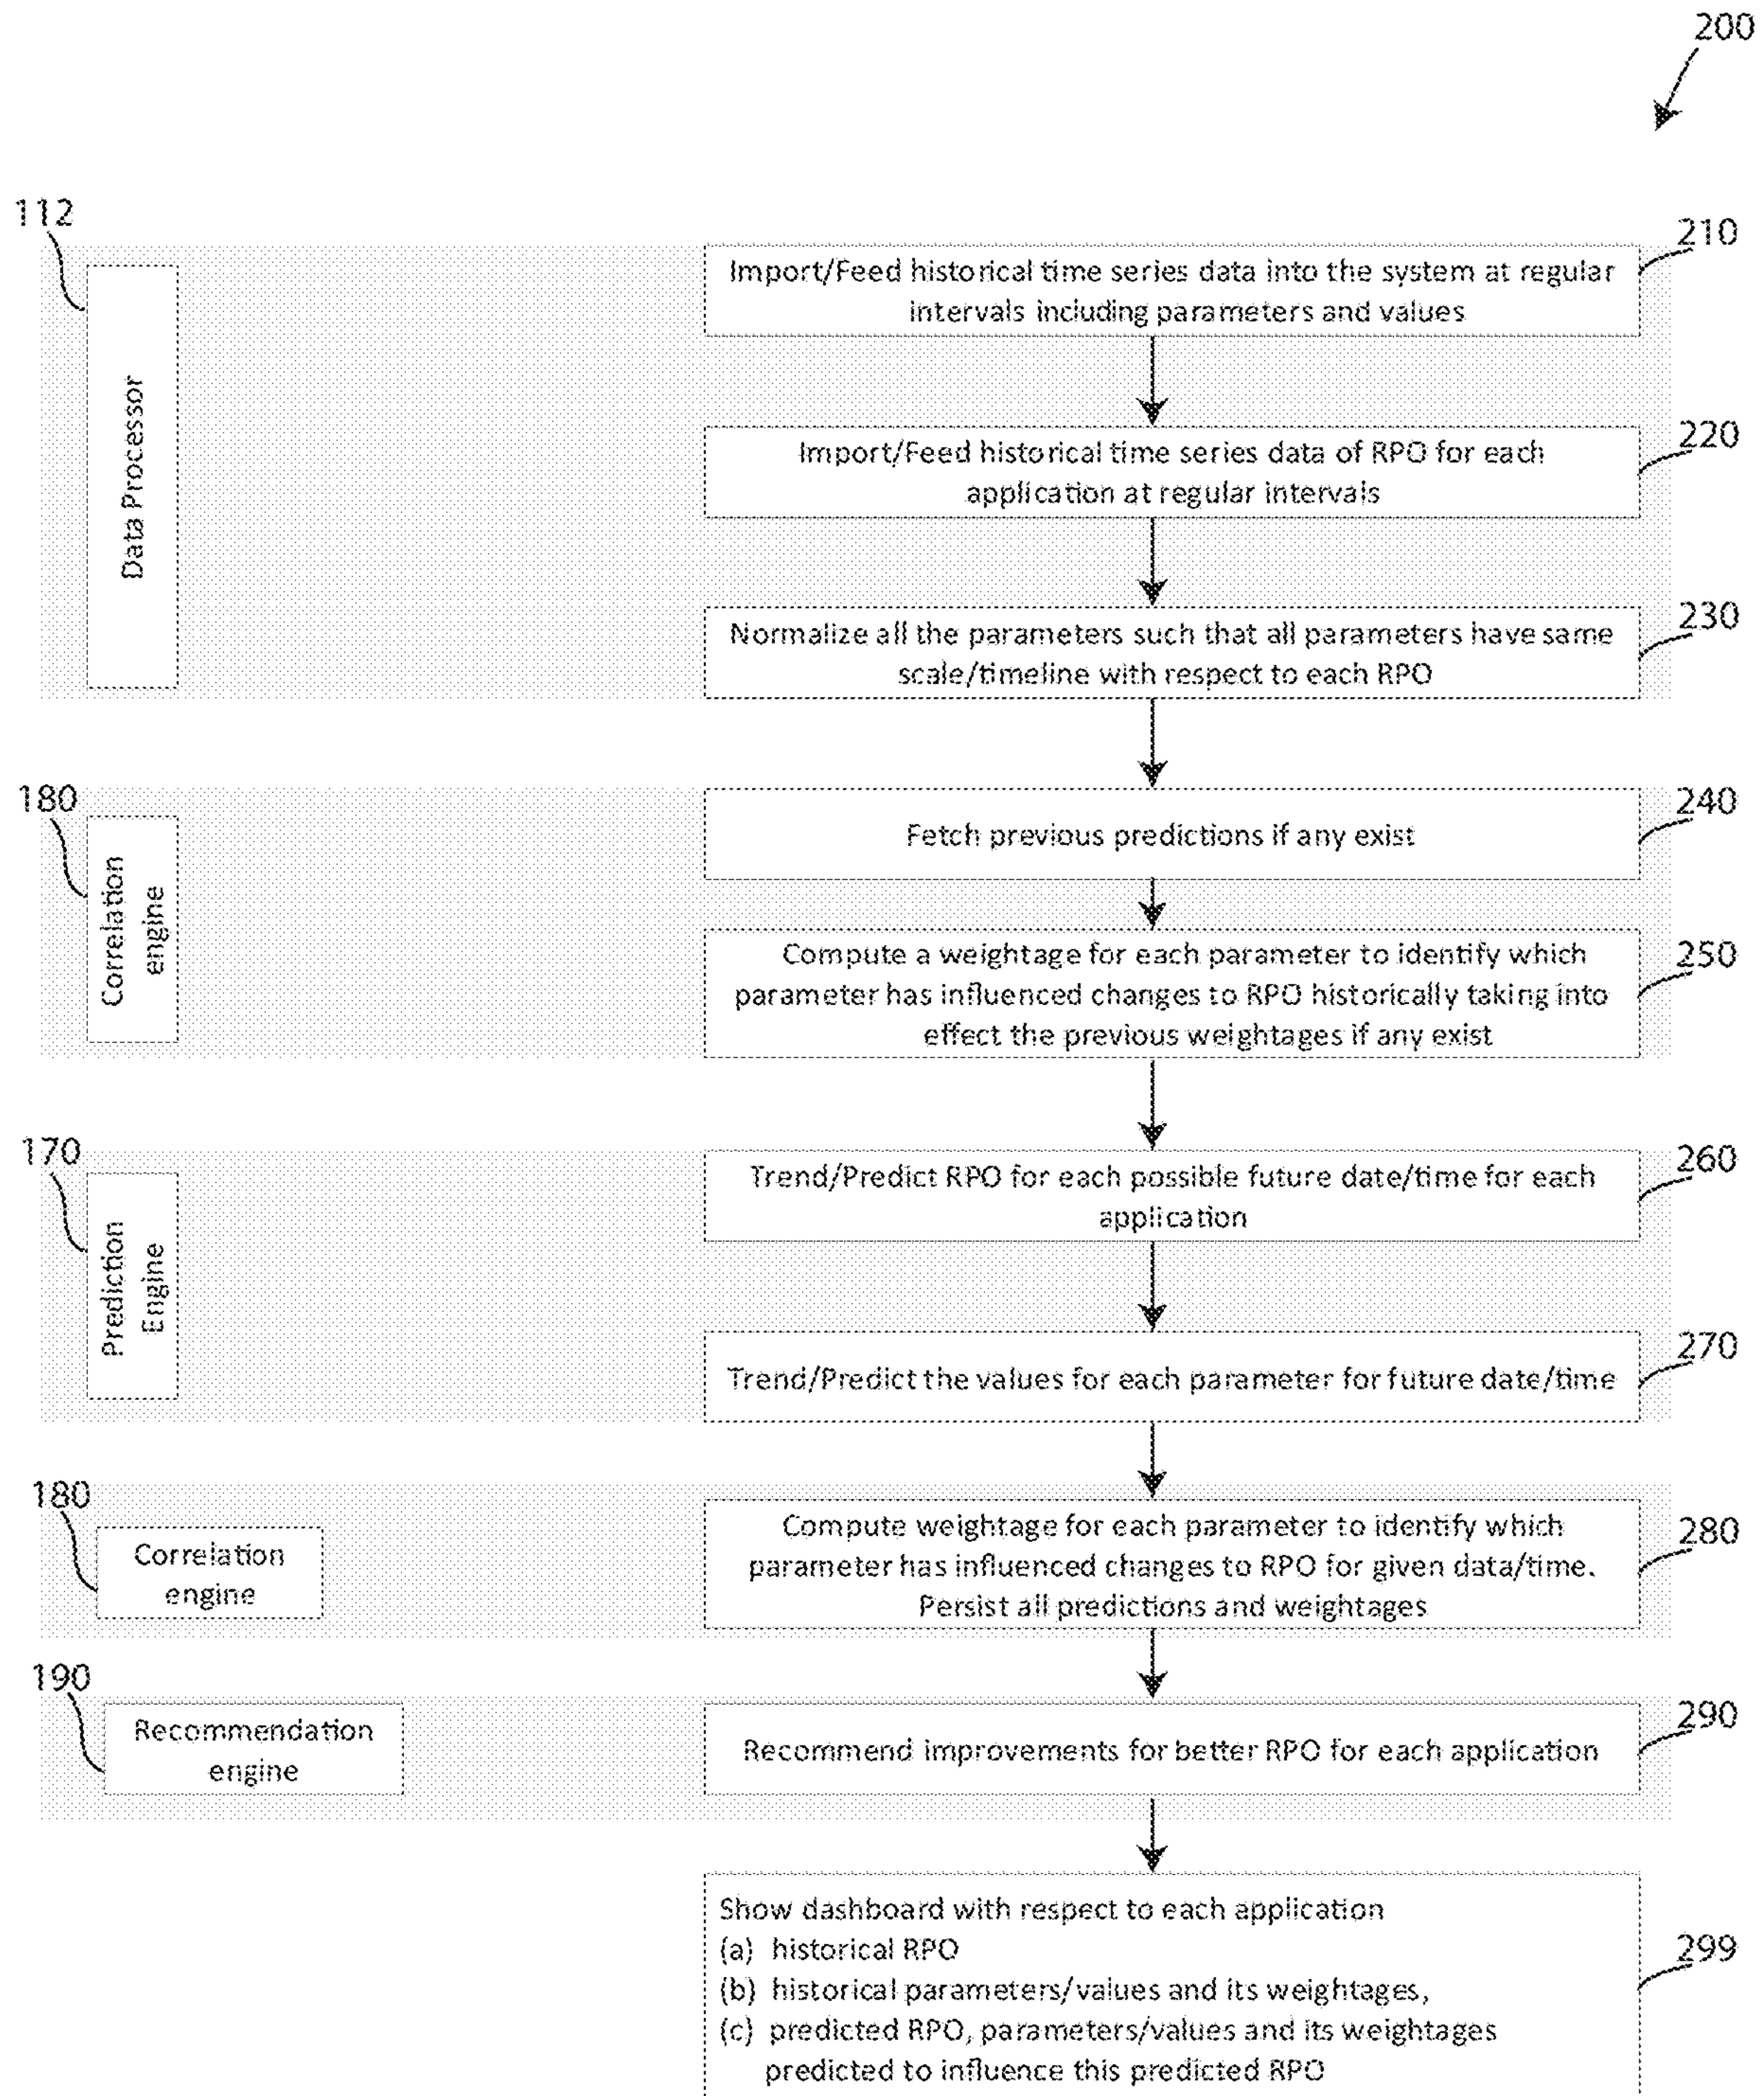 200
112
210
Import/Feed historical time series data into the system at regular
intervals including parameters and values
Data Processor
220
Import/Feed historical time series data of RPO for each
application at regular intervals
230
Normalize all the parameters such that all parameters have same
scale/timeline with respect to each RPO
180
240
Correlation
engine
Fetch previous predictions if any exist
250
Compute a weightage for each parameter to identify which
parameter has influenced changes to RPO historically taking into
effect the previous weightages if any exist
170
260
Prediction
Engine
Trend/Predict RPO for each possible future date/time for each
application
270
Trend/Predict the values for each parameter for future date/time
180
280
Correlation
engine
Compute weightage for each parameter to identify which
parameter has influenced changes to RPO for given data/time.
Persist all predictions and weightages
190
290
Recommendation
engine
Recommend improvements for better RPO for each application
299
Show dashboard with respect to each application
(a) historical RPO
(b) historical parameters/values and its weightages,
(c) predicted RPO, parameters/values and its weightages
predicted to influence this predicted RPO